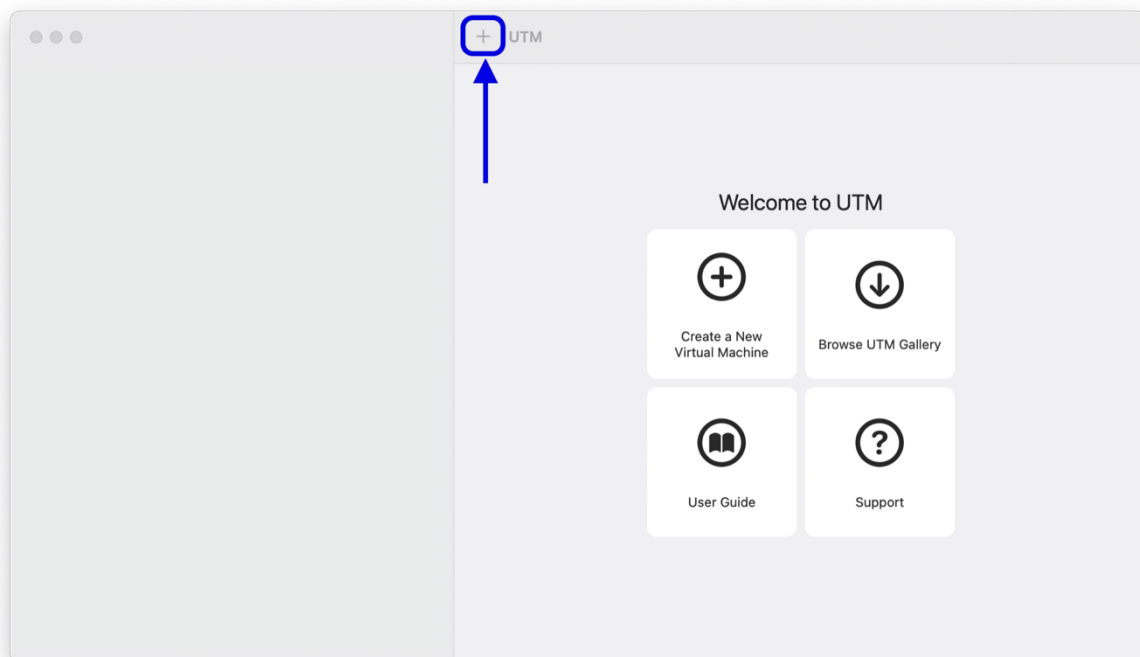 UTM
Welcome to UTM
Create a New
Virtual Machine
Browse UTM Gallery
User Guide
Support